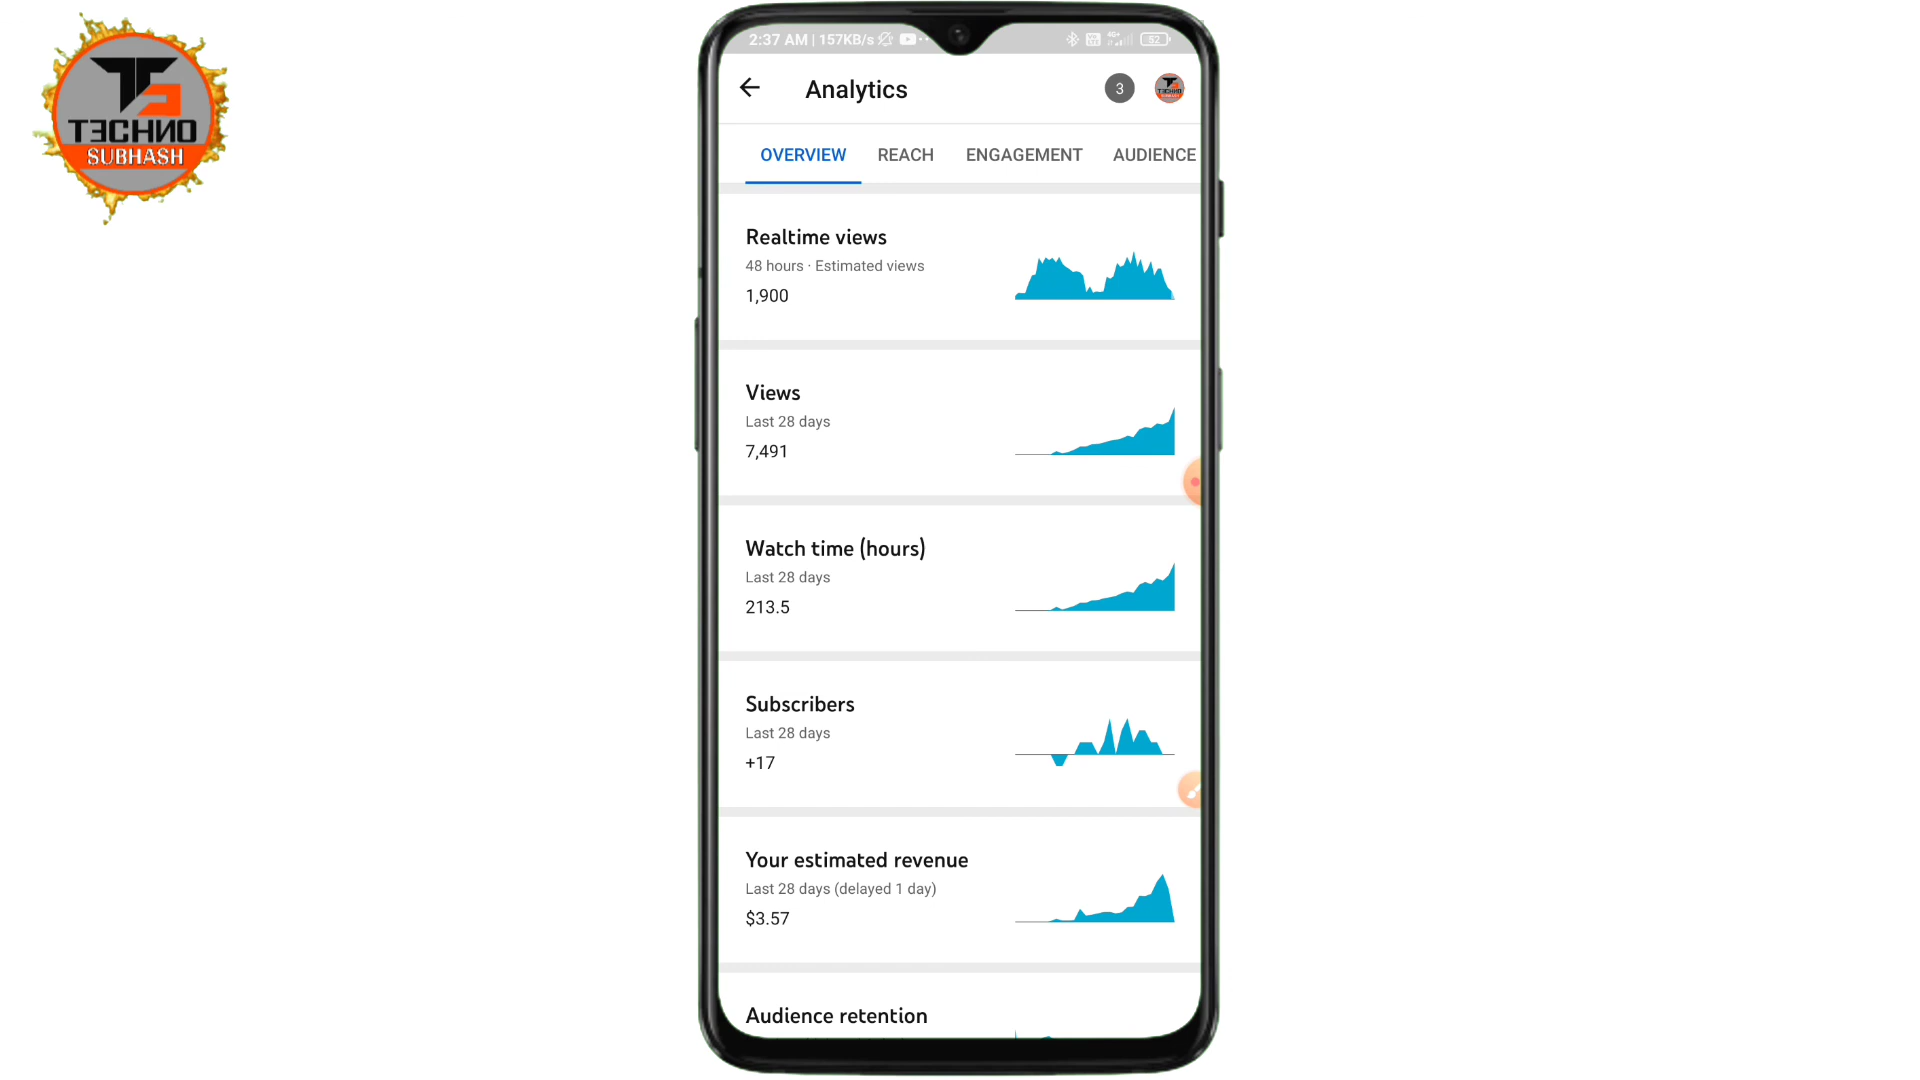 TECHNO
SUBHASH
2:37 AM | 157KB/s
52
Analytics
3
OVERVIEW REACH ENGAGEMENT AUDIENCE
Realtime views
48 hours · Estimated views
1,900
Views
Last 28 days
7,491
Watch time (hours)
Last 28 days
213.5
Subscribers
Last 28 days
+17
Your estimated revenue
Last 28 days (delayed 1 day)
$3.57
Audience retention